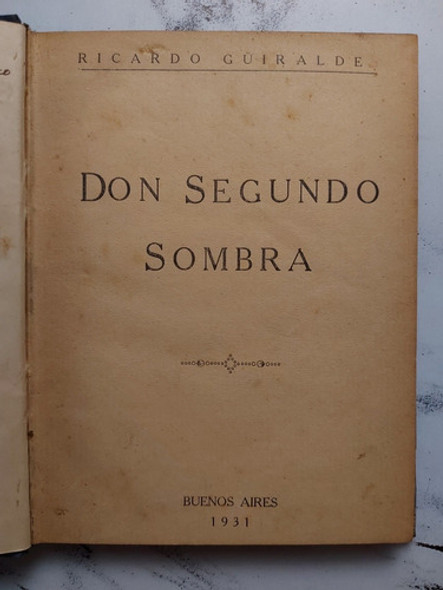 RICARDO GÜIRALDE
DON SEGUNDO
SOMBRA
BUENOS AIRES
1931